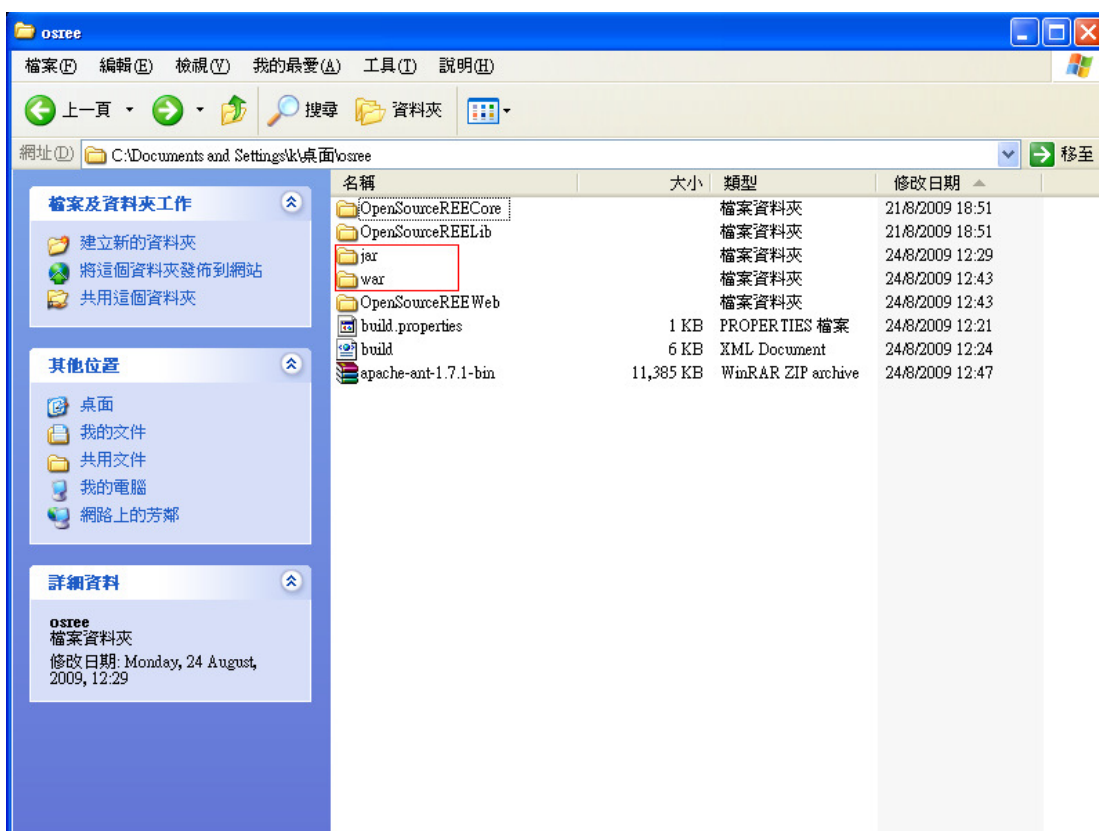 osree
檔案(F) 編輯(E) 檢視(V) 我的最愛(A) 工具(T) 說明(H)
上一頁 搜尋 資料夾
網址(D) C:\Documents and Settings\k\桌面\osree 移至
檔案及資料夾工作
建立新的資料夾
將這個資料夾發佈到網站
共用這個資料夾
其他位置
桌面
我的文件
共用文件
我的電腦
網路上的芳鄰
詳細資料
osree
檔案資料夾
修改日期: Monday, 24 August,
2009, 12:29
名稱 大小 類型 修改日期
OpenSourceREECore 檔案資料夾 21/8/2009 18:51
OpenSourceREELib 檔案資料夾 21/8/2009 18:51
jar 檔案資料夾 24/8/2009 12:29
war 檔案資料夾 24/8/2009 12:43
OpenSourceREEWeb 檔案資料夾 24/8/2009 12:43
build.properties 1 KB PROPERTIES 檔案 24/8/2009 12:21
build 6 KB XML Document 24/8/2009 12:24
apache-ant-1.7.1-bin 11,385 KB WinRAR ZIP archive 24/8/2009 12:47